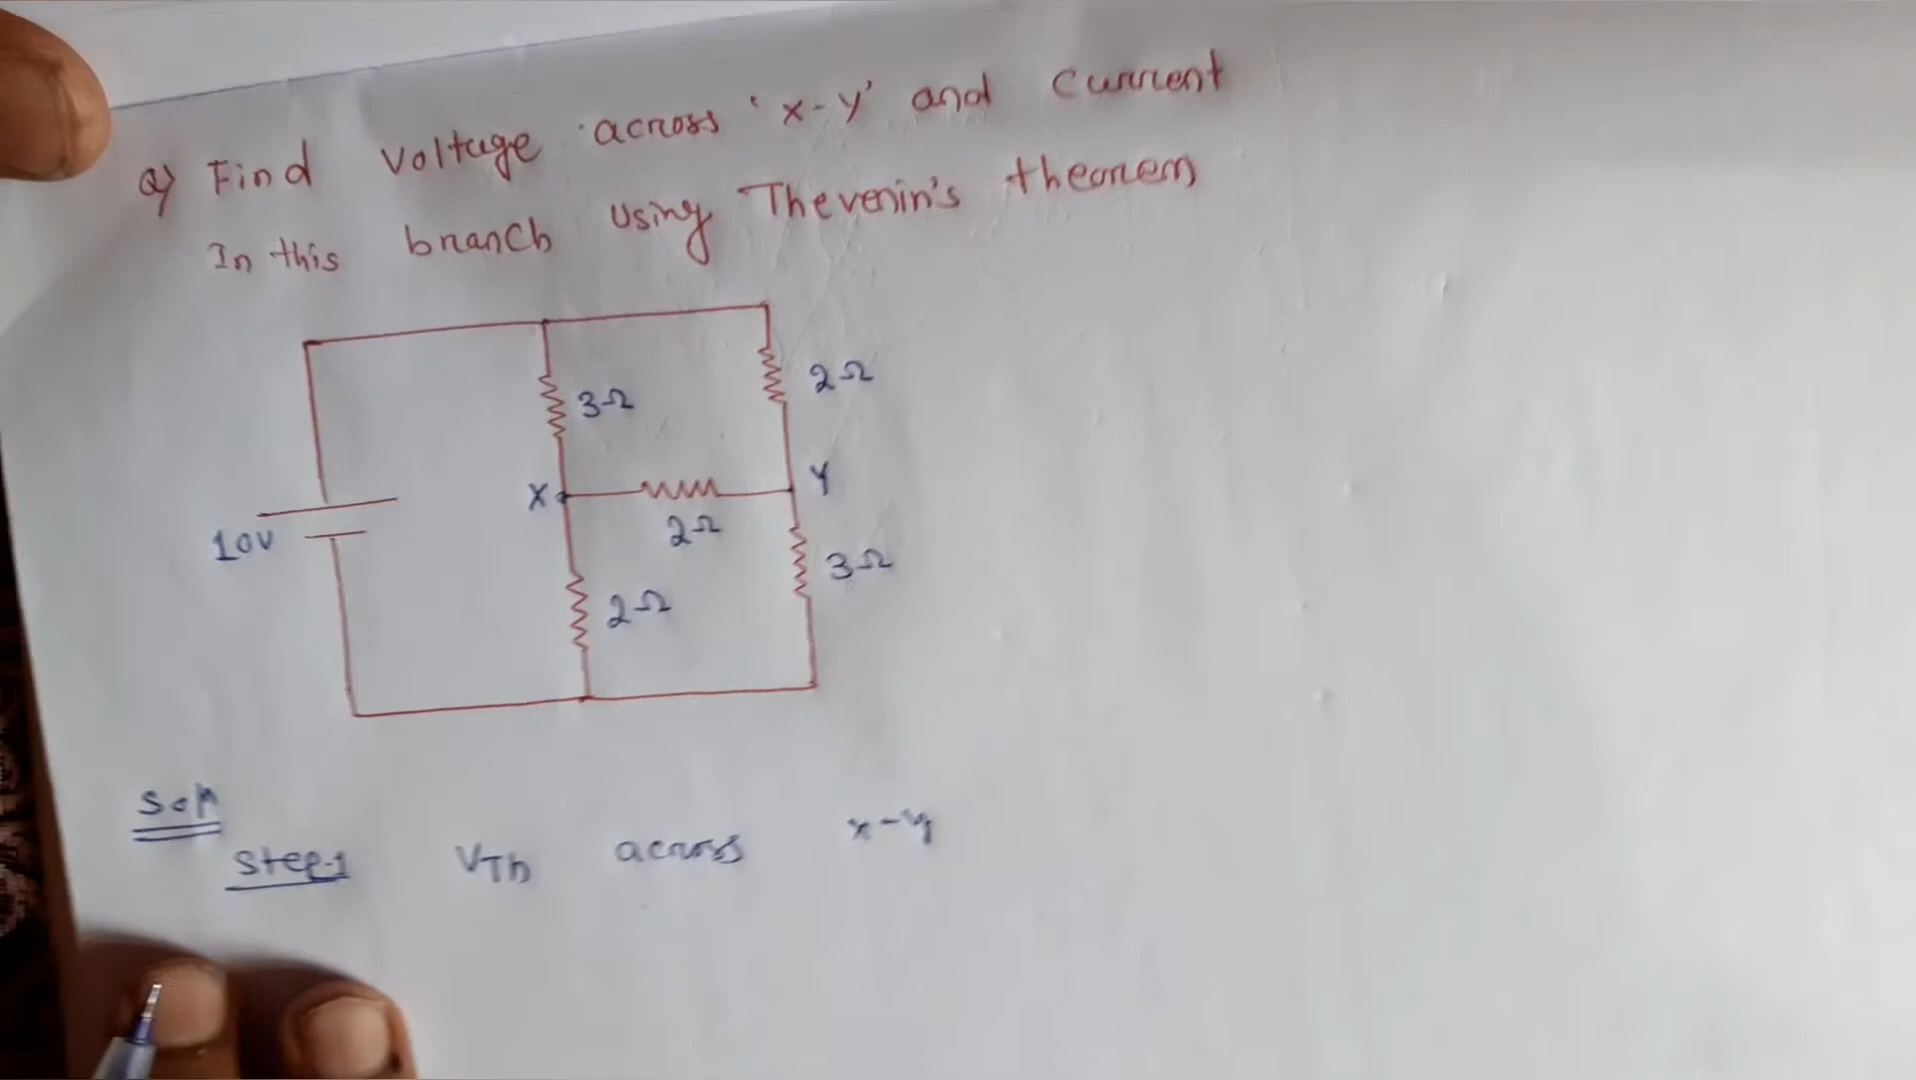 Q) Find voltage across 'x-y' and current
In this branch using Thevenin's theorem
3Ω
2Ω
X
Y
2Ω
10V
3Ω
2Ω
Soln
Step-1 VTh across x-y